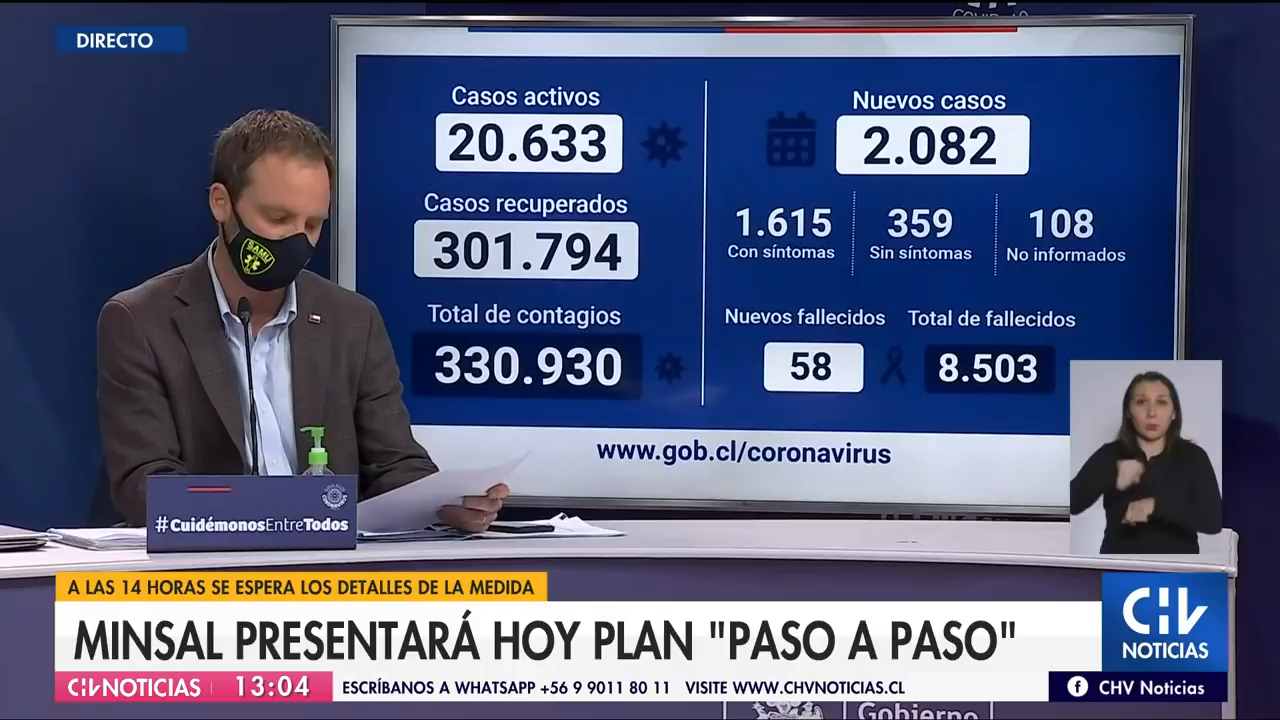 DIRECTO
Casos activos
20.633
Casos recuperados
301.794
Total de contagios
330.930
Nuevos casos
2.082
1.615
Con síntomas
359
Sin síntomas
108
No informados
Nuevos fallecidos
58
Total de fallecidos
8.503
www.gob.cl/coronavirus
SAMU
#CuidémonosEntreTodos
A LAS 14 HORAS SE ESPERA LOS DETALLES DE LA MEDIDA
MINSAL PRESENTARÁ HOY PLAN "PASO A PASO"
CHV
NOTICIAS
CHVNOTICIAS 13:04 ESCRÍBANOS A WHATSAPP +56 9 9011 80 11 VISITE WWW.CHVNOTICIAS.CL
CHV Noticias
Gobierno